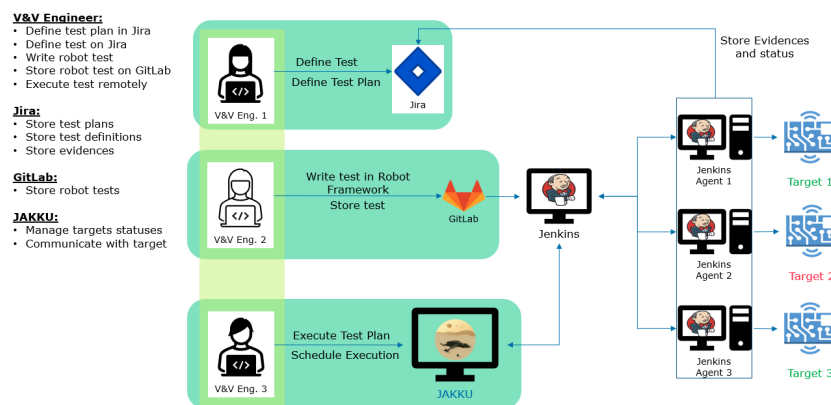 V&V Engineer:
• Define test plan in Jira
• Define test on Jira
• Write robot test
• Store robot test on GitLab
• Execute test remotely
Jira:
• Store test plans
• Store test definitions
• Store evidences
GitLab:
• Store robot tests
JAKKU:
• Manage targets statuses
• Communicate with target
</>
V&V Eng. 1
Define Test
Define Test Plan
Jira
</>
V&V Eng. 2
Write test in Robot
Framework
Store test
GitLab
Jenkins
</>
V&V Eng. 3
Execute Test Plan
Schedule Execution
JAKKU
Store Evidences
and status
Jenkins
Agent 1
Target 1
Jenkins
Agent 2
Target 2
Jenkins
Agent 3
Target 3